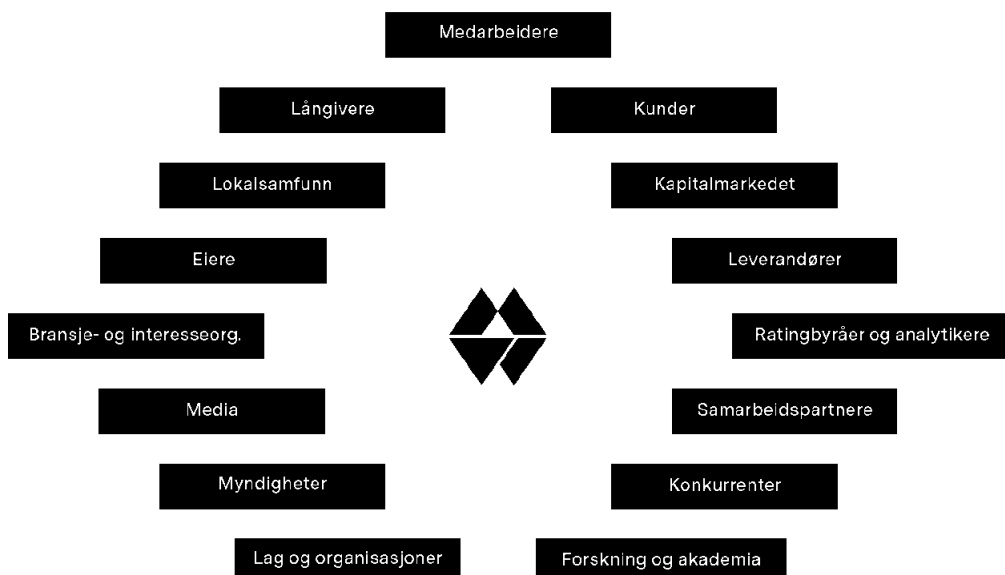 Medarbeidere
Långivere
Kunder
Lokalsamfunn
Kapitalmarkedet
Eiere
Leverandører
Bransje- og interesseorg.
Ratingbyråer og analytikere
Media
Samarbeidspartnere
Myndigheter
Konkurrenter
Lag og organisasjoner
Forskning og akademia